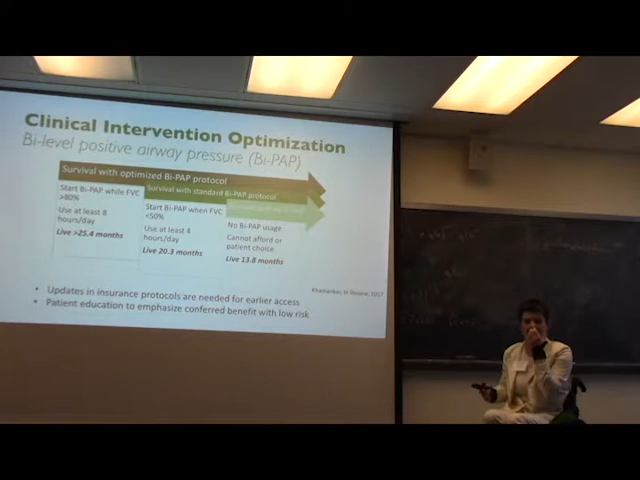 Clinical Intervention Optimization
Bi-level positive airway pressure (Bi-PAP)
Survival with optimized Bi-PAP protocol
Survival with standard Bi-PAP protocol
Start Bi-PAP while FVC
>80%
Use at least 8
hours/day
Live >25.4 months
Start Bi-PAP when FVC
<50%
Use at least 4
hours/day
Live 20.3 months
No Bi-PAP usage
Cannot afford or
patient choice
Live 13.8 months
Khamankar, In Review, 2017
• Updates in insurance protocols are needed for earlier access
• Patient education to emphasize conferred benefit with low risk